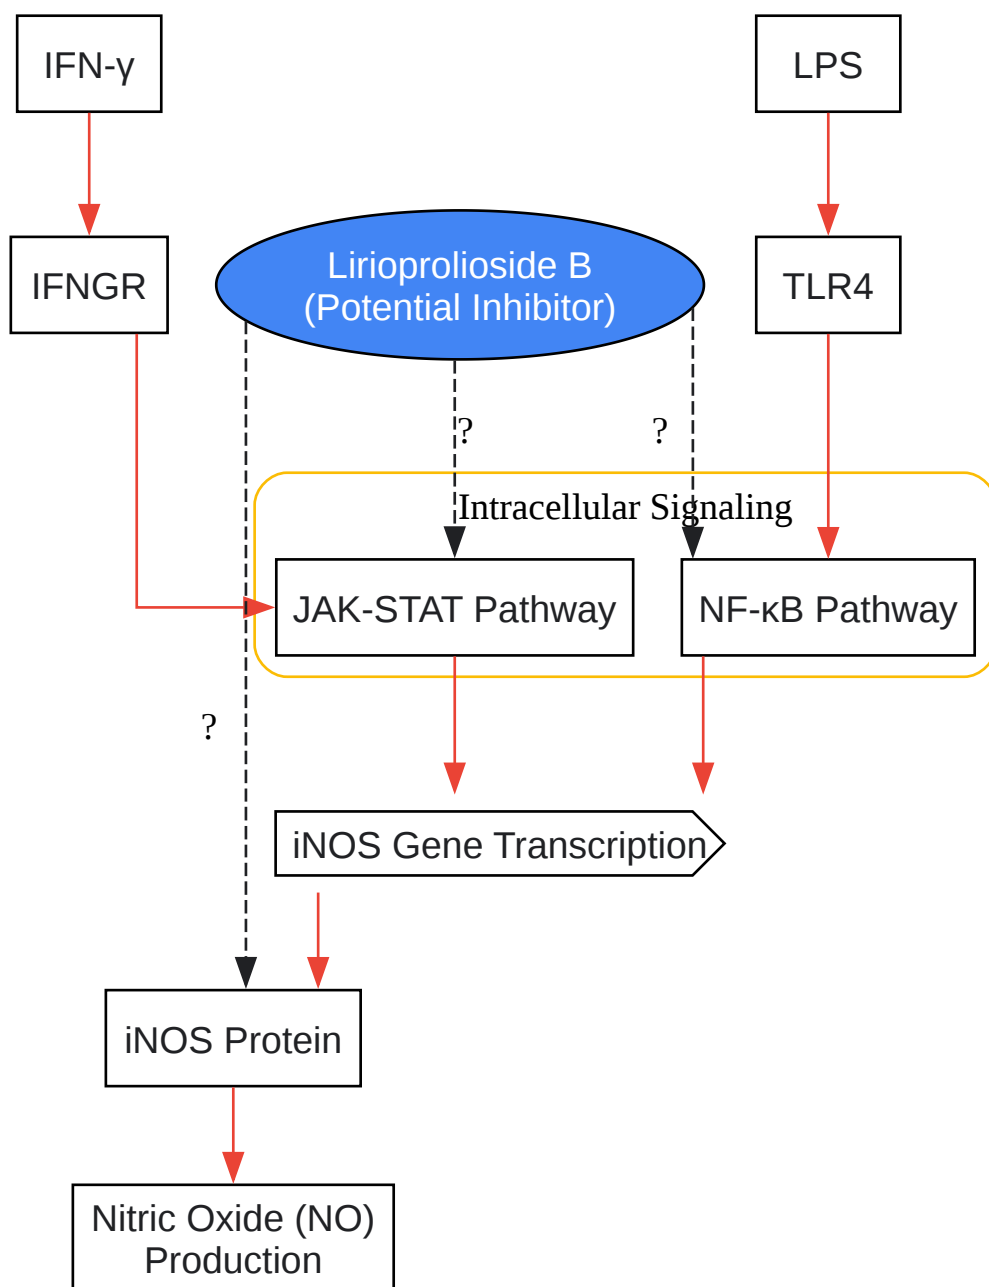 IFN-γ
LPS
IFNGR
Lirioprolioside B
(Potential Inhibitor)
TLR4
?
?
Intracellular Signaling
JAK-STAT Pathway
NF-κB Pathway
?
iNOS Gene Transcription
iNOS Protein
Nitric Oxide (NO)
Production